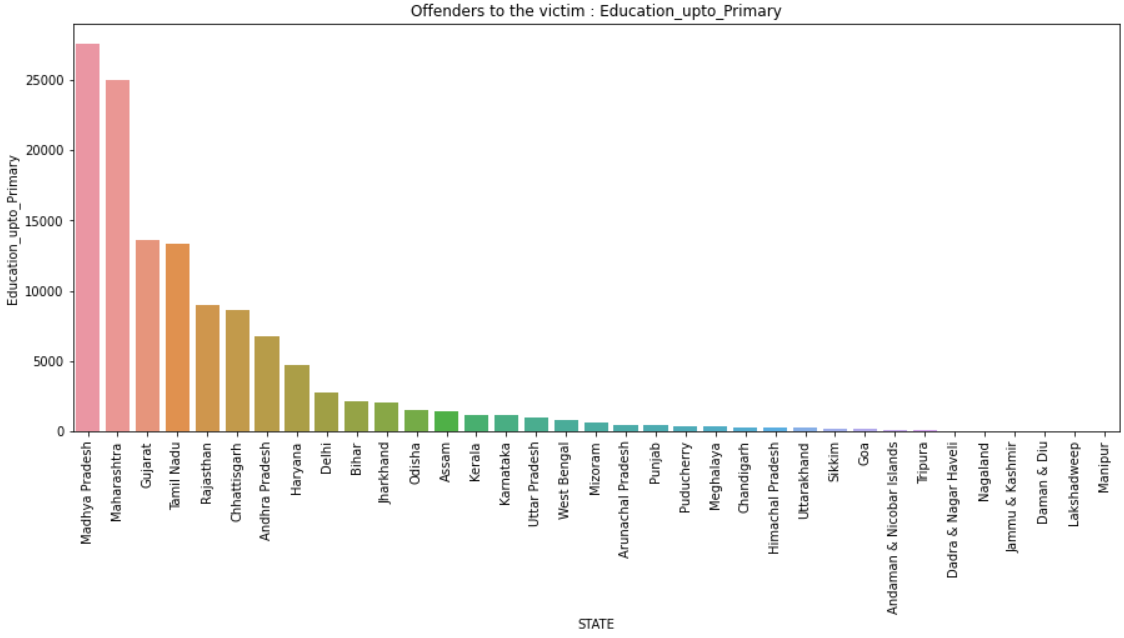 Offenders to the victim : Education_upto_Primary
Education_upto_Primary
25000
20000
15000
10000
5000
0
Madhya Pradesh
Maharashtra
Gujarat
Tamil Nadu
Rajasthan
Chhattisgarh
Andhra Pradesh
Haryana
Delhi
Bihar
Jharkhand
Odisha
Assam
Kerala
Karnataka
Uttar Pradesh
West Bengal
Mizoram
Arunachal Pradesh
Punjab
Puducherry
Meghalaya
Chandigarh
Himachal Pradesh
Uttarakhand
Sikkim
Goa
Andaman & Nicobar Islands
Tripura
Dadra & Nagar Haveli
Nagaland
Jammu & Kashmir
Daman & Diu
Lakshadweep
Manipur
STATE